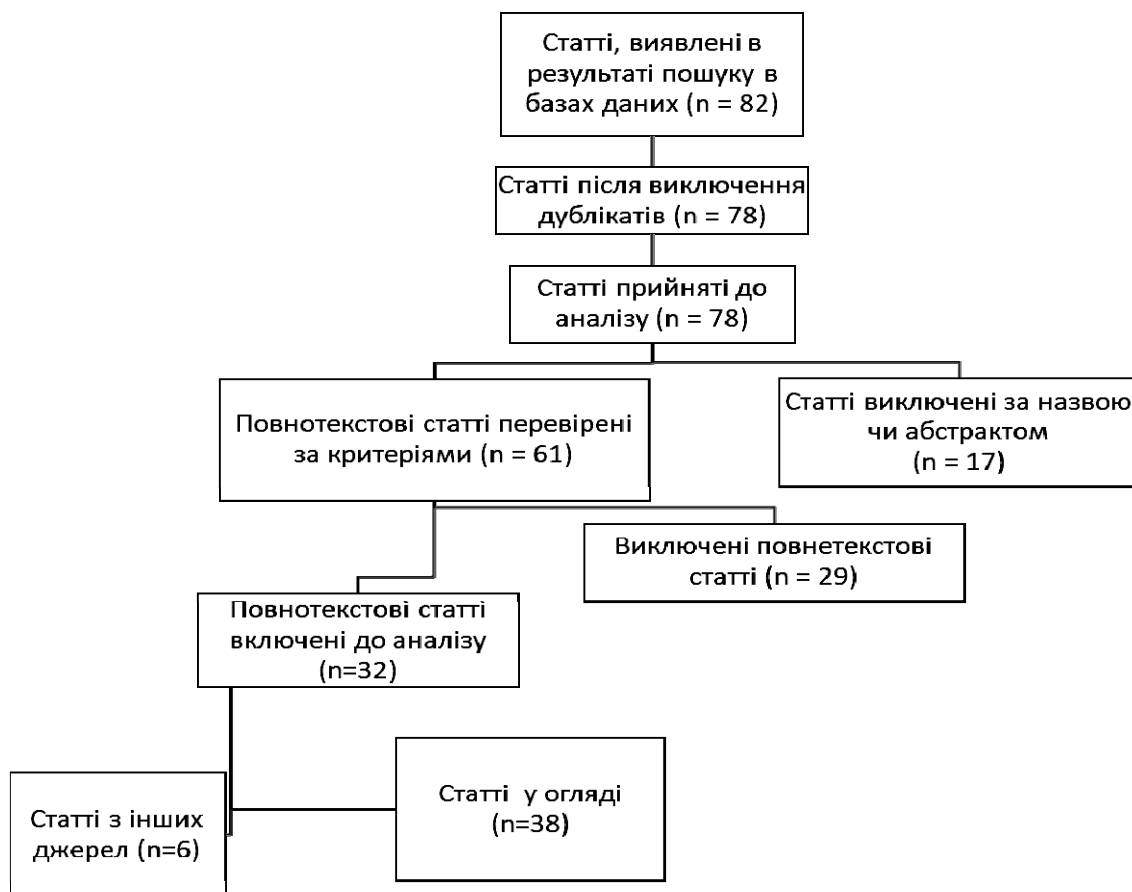 Статті, виявлені в
результаті пошуку в
базах даних (n = 82)
Статті після виключення
дублікатів (n = 78)
Статті прийняті до
аналізу (n = 78)
Повнотекстові статті перевірені
за критеріями (n = 61)
Статті виключені за назвою
чи абстрактом
(n = 17)
Виключені повнетекстові
статті (n = 29)
Повнотекстові статті
включені до аналізу
(n=32)
Статті з інших
джерел (n=6)
Статті у огляді
(n=38)